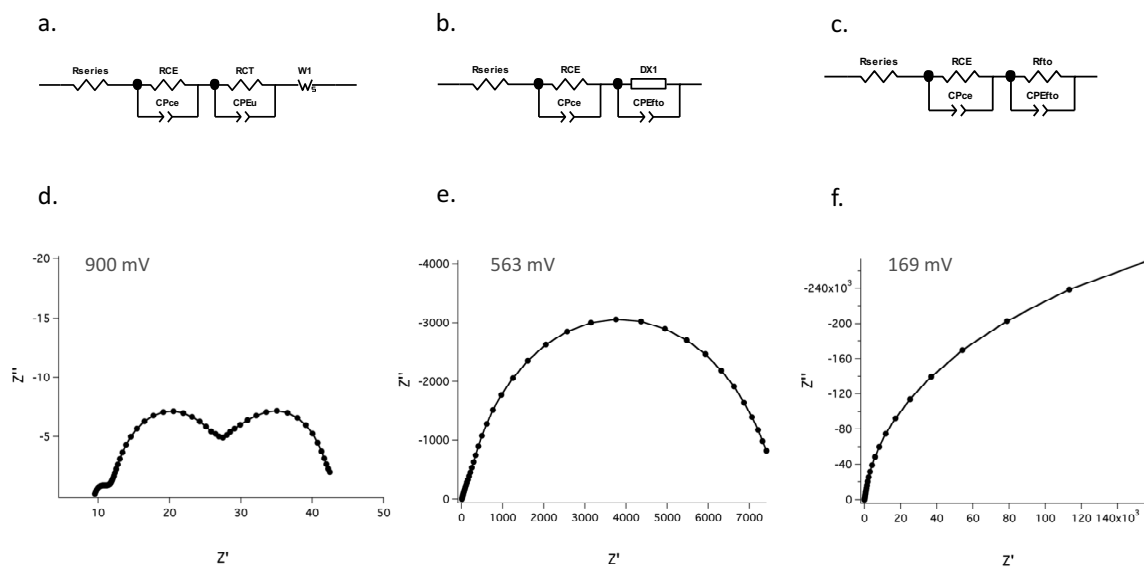 a.
Rseries RCE RCT W1
CPce CPEu s
b.
Rseries RCE DX1
CPce CPEfto
c.
Rseries RCE Rfto
CPce CPEfto
d.
900 mV
-20
-15
-10
-5
Z''
10 20 30 40 50
Z'
e.
563 mV
-4000
-3000
-2000
-1000
0
Z''
0 1000 2000 3000 4000 5000 6000 7000
Z'
f.
169 mV
-240x10³
-200
-160
-120
-80
-40
0
Z''
0 20 40 60 80 100 120 140x10³
Z'